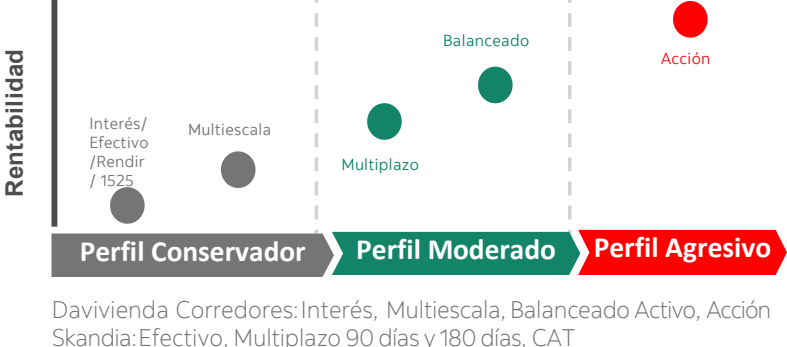 Rentabilidad
Balanceado
Acción
Interés/
Efectivo
/Rendir
/ 1525
Multiescala
Multiplazo
Perfil Conservador
Perfil Moderado
Perfil Agresivo
Davivienda Corredores: Interés, Multiescala, Balanceado Activo, Acción
Skandia: Efectivo, Multiplazo 90 días y 180 días, CAT